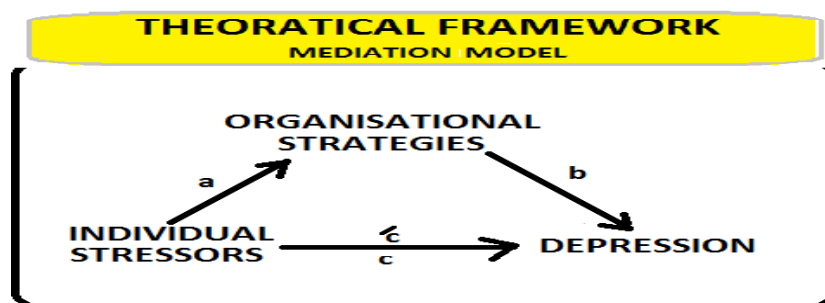 THEORATICAL FRAMEWORK
MEDIATION MODEL
ORGANISATIONAL
STRATEGIES
a
b
INDIVIDUAL
STRESSORS
ć
c
DEPRESSION